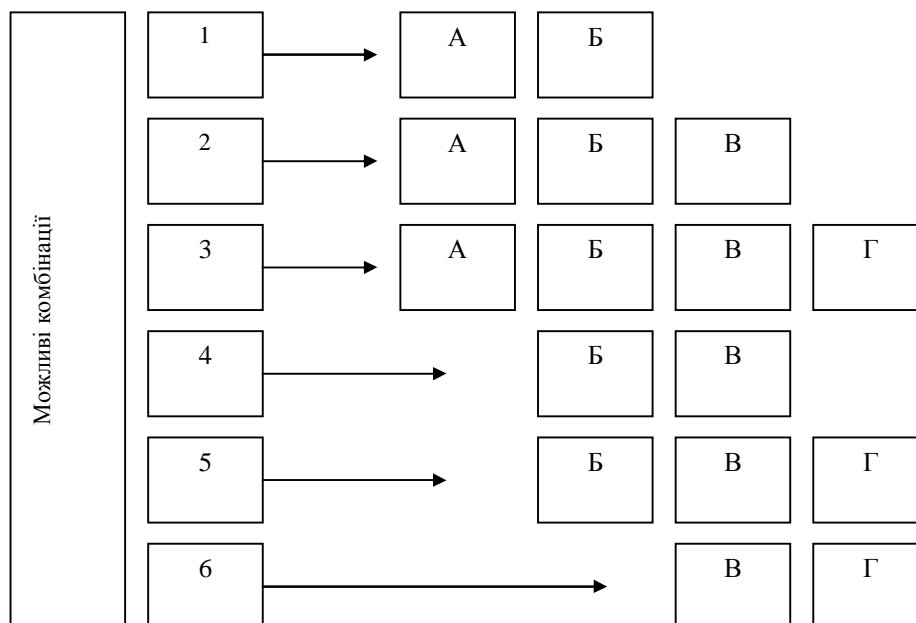 Можливі комбінації
1 А Б
2 А Б В
3 А Б В Г
4 Б В
5 Б В Г
6 В Г